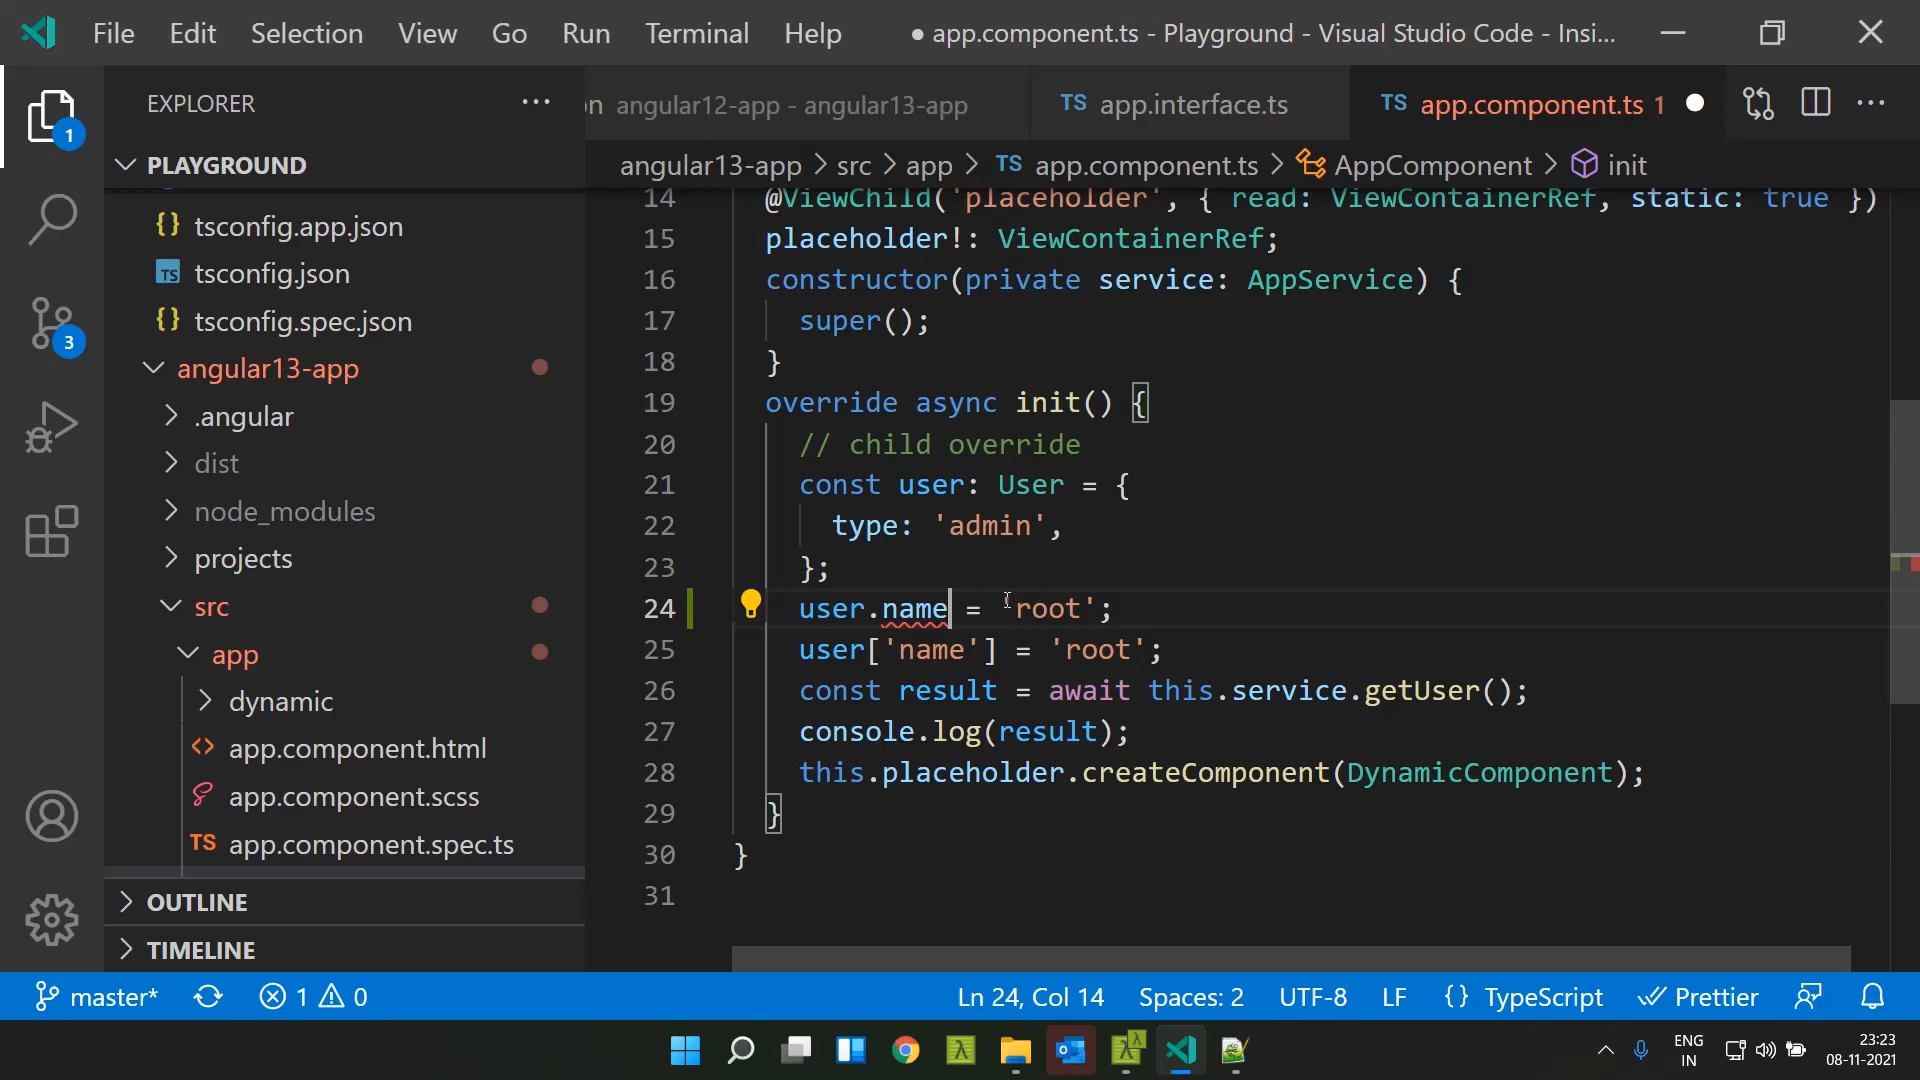 File Edit Selection View Go Run Terminal Help ● app.component.ts - Playground - Visual Studio Code - Insi...
EXPLORER ···
n angular12-app - angular13-app
TS app.interface.ts
TS app.component.ts 1
angular13-app > src > app > TS app.component.ts > AppComponent > init
1
3
PLAYGROUND
{} tsconfig.app.json
TS tsconfig.json
{} tsconfig.spec.json
angular13-app
.angular
dist
node_modules
projects
src
app
dynamic
<> app.component.html
app.component.scss
TS app.component.spec.ts
OUTLINE
TIMELINE
14 @ViewChild('placeholder', { read: ViewContainerRef, static: true })
15 placeholder!: ViewContainerRef;
16 constructor(private service: AppService) {
17 super();
18 }
19 override async init() {
20 // child override
21 const user: User = {
22 type: 'admin',
23 };
24 user.name = 'root';
25 user['name'] = 'root';
26 const result = await this.service.getUser();
27 console.log(result);
28 this.placeholder.createComponent(DynamicComponent);
29 }
30 }
31
master* 1 0 Ln 24, Col 14 Spaces: 2 UTF-8 LF {} TypeScript Prettier
ENG
IN
23:23
08-11-2021